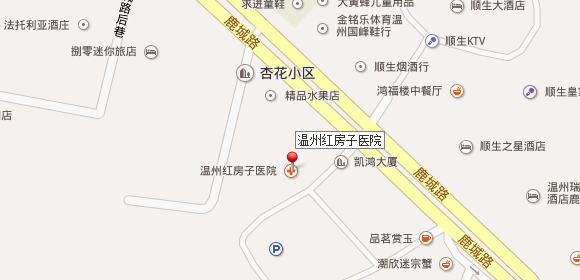 求进童鞋
大黄蜂儿童用品
顺生大酒店
法托利亚酒庄
路后巷
鹿城路
金铭乐体育温
州国峰鞋行
顺生KTV
捌零迷你旅店
杏花小区
顺生烟酒行
精品水果店
鸿福楼中餐厅
顺生皇家
店
温州红房子医院
顺生之星酒店
温州红房子医院
凯鸿大厦
鹿城路
温州瑞
酒店鹿
P
品茗赏玉
鹿城路
潮欣迷宗蟹